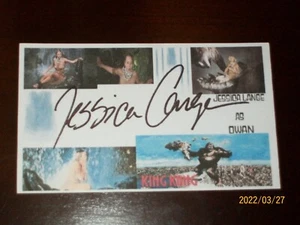 Jessica Lange
JESSICA LANGE
AS
DWAN
KING KONG
2022/03/27